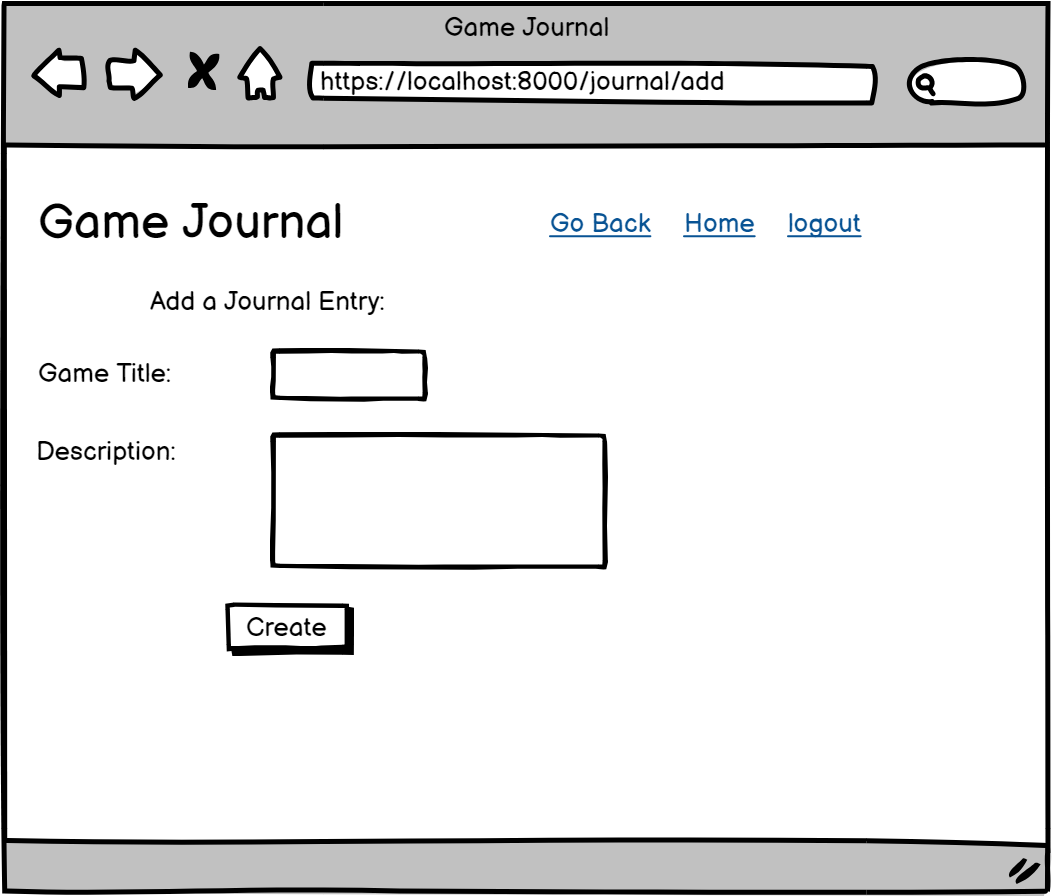 Game Journal
https://localhost:8000/journal/add
Game Journal
Go Back Home logout
Add a Journal Entry:
Game Title:
Description:
Create